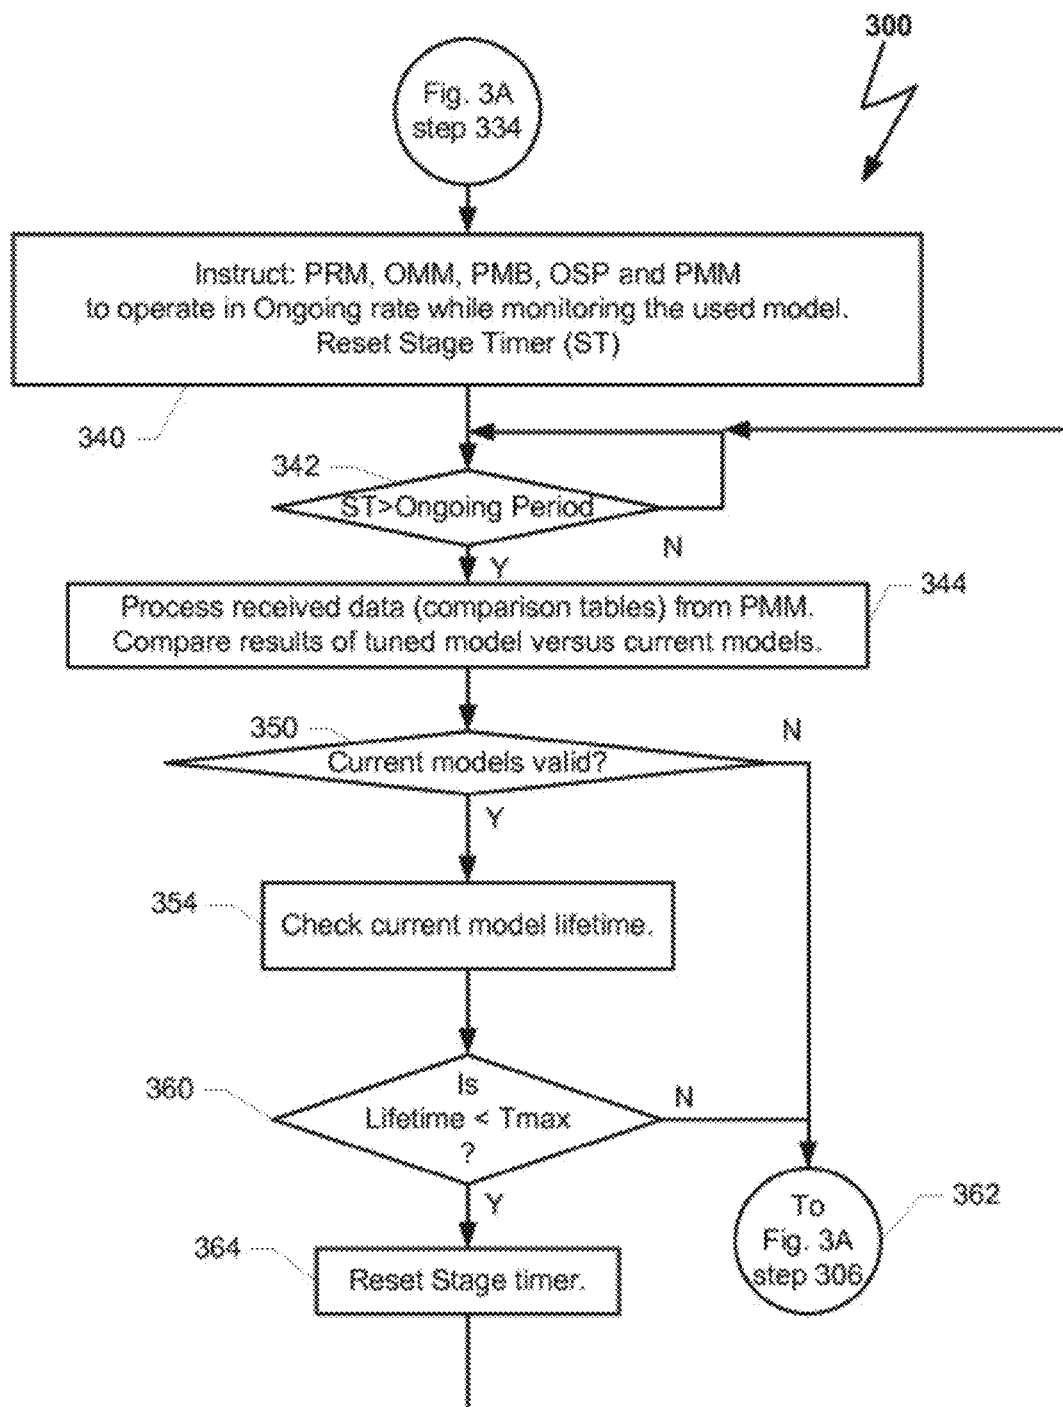 300
Fig. 3A
step 334
Instruct: PRM, OMM, PMB, OSP and PMM
to operate in Ongoing rate while monitoring the used model.
Reset Stage Timer (ST)
340
342
ST>Ongoing Period
N
Y
344
Process received data (comparison tables) from PMM.
Compare results of tuned model versus current models.
350
N
Current models valid?
Y
354
Check current model lifetime.
360
Is
Lifetime < Tmax
?
N
Y
362
To
Fig. 3A
step 306
364
Reset Stage timer.